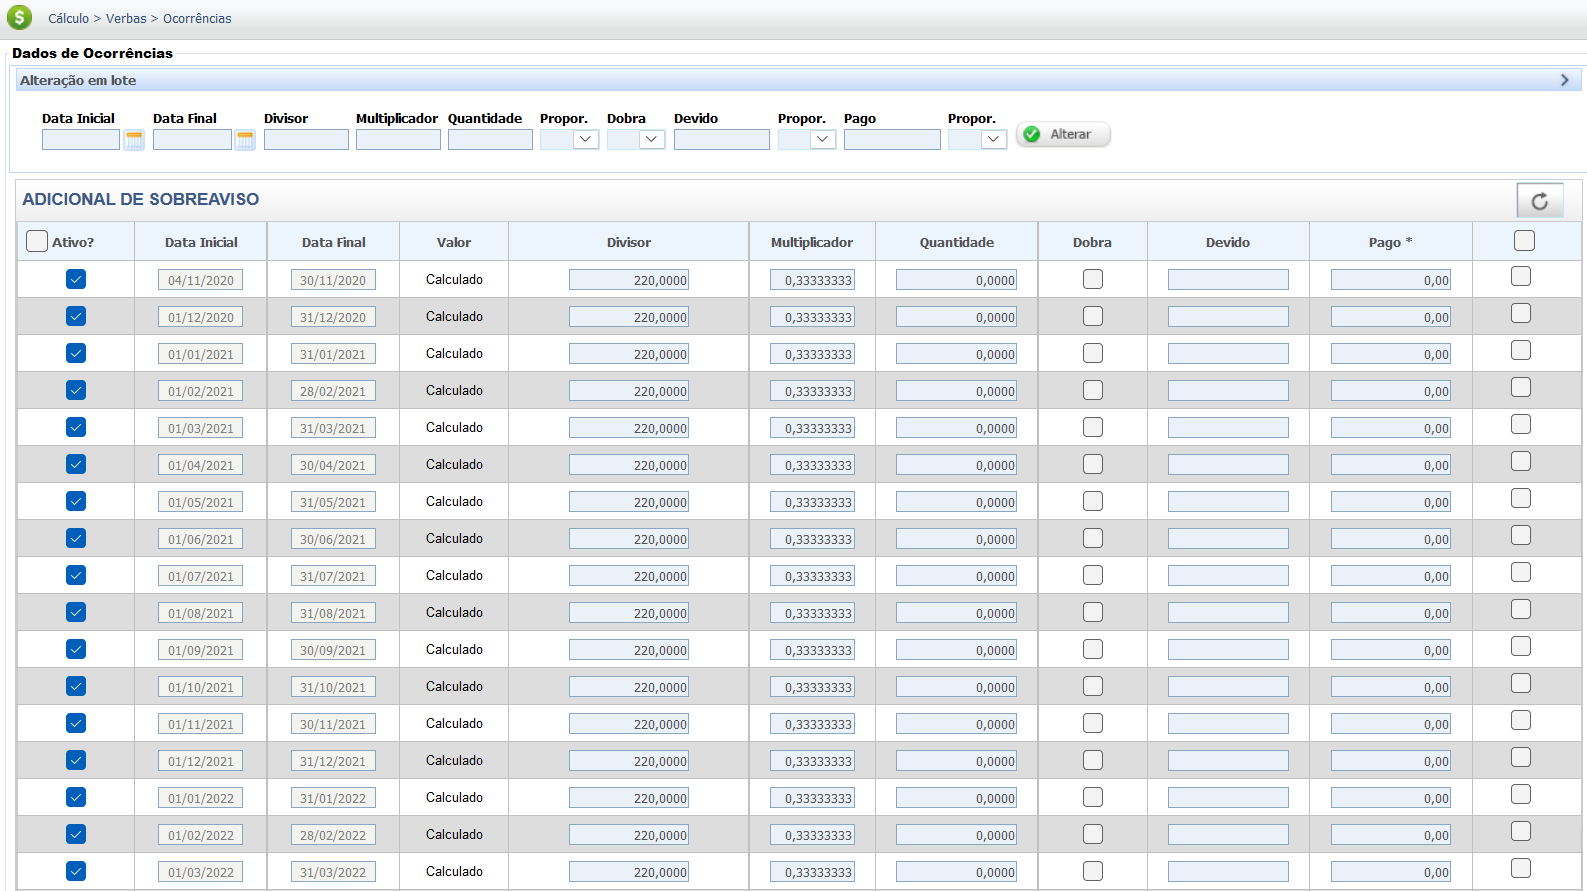 Cálculo > Verbas > Ocorrências
Dados de Ocorrências
Alteração em lote
Data Inicial Data Final Divisor Multiplicador Quantidade Propor. Dobra Devido Propor. Pago Propor.
Alterar
ADICIONAL DE SOBREAVISO
Ativo? Data Inicial Data Final Valor Divisor Multiplicador Quantidade Dobra Devido Pago *
04/11/2020 30/11/2020 Calculado 220,0000 0,33333333 0,0000 0,00
01/12/2020 31/12/2020 Calculado 220,0000 0,33333333 0,0000 0,00
01/01/2021 31/01/2021 Calculado 220,0000 0,33333333 0,0000 0,00
01/02/2021 28/02/2021 Calculado 220,0000 0,33333333 0,0000 0,00
01/03/2021 31/03/2021 Calculado 220,0000 0,33333333 0,0000 0,00
01/04/2021 30/04/2021 Calculado 220,0000 0,33333333 0,0000 0,00
01/05/2021 31/05/2021 Calculado 220,0000 0,33333333 0,0000 0,00
01/06/2021 30/06/2021 Calculado 220,0000 0,33333333 0,0000 0,00
01/07/2021 31/07/2021 Calculado 220,0000 0,33333333 0,0000 0,00
01/08/2021 31/08/2021 Calculado 220,0000 0,33333333 0,0000 0,00
01/09/2021 30/09/2021 Calculado 220,0000 0,33333333 0,0000 0,00
01/10/2021 31/10/2021 Calculado 220,0000 0,33333333 0,0000 0,00
01/11/2021 30/11/2021 Calculado 220,0000 0,33333333 0,0000 0,00
01/12/2021 31/12/2021 Calculado 220,0000 0,33333333 0,0000 0,00
01/01/2022 31/01/2022 Calculado 220,0000 0,33333333 0,0000 0,00
01/02/2022 28/02/2022 Calculado 220,0000 0,33333333 0,0000 0,00
01/03/2022 31/03/2022 Calculado 220,0000 0,33333333 0,0000 0,00